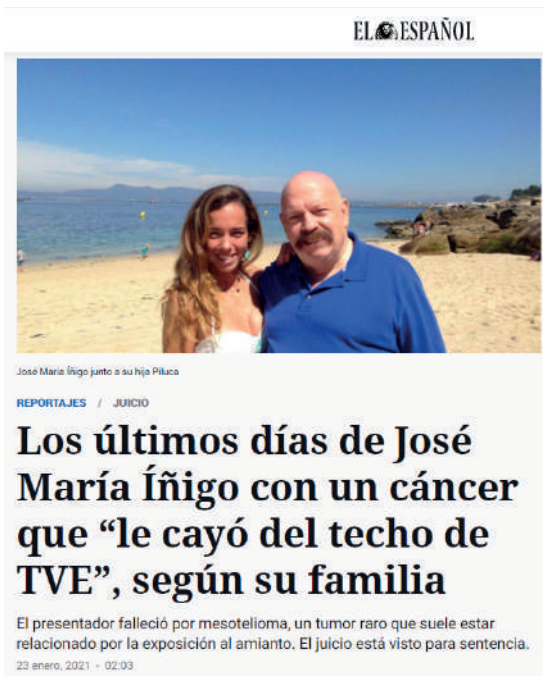 EL ESPAÑOL
José María Íñigo junto a su hija Piluca
REPORTAJES / JUICIO
Los últimos días de José
María Íñigo con un cáncer
que “le cayó del techo de
TVE”, según su familia
El presentador falleció por mesotelioma, un tumor raro que suele estar
relacionado por la exposición al amianto. El juicio está visto para sentencia.
23 enero, 2021 - 02:03